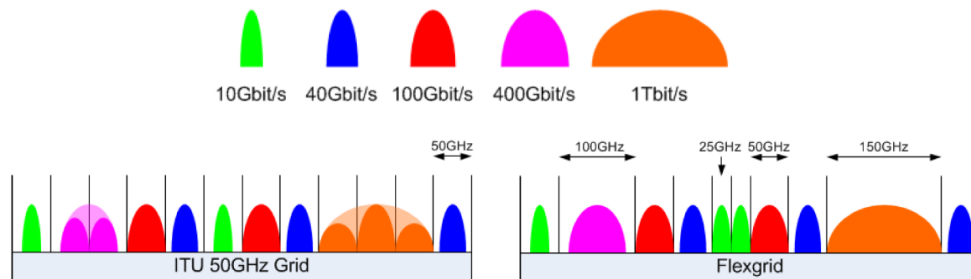 10Gbit/s 40Gbit/s 100Gbit/s 400Gbit/s 1Tbit/s
50GHz 100GHz 25GHz 50GHz 150GHz
ITU 50GHz Grid Flexgrid